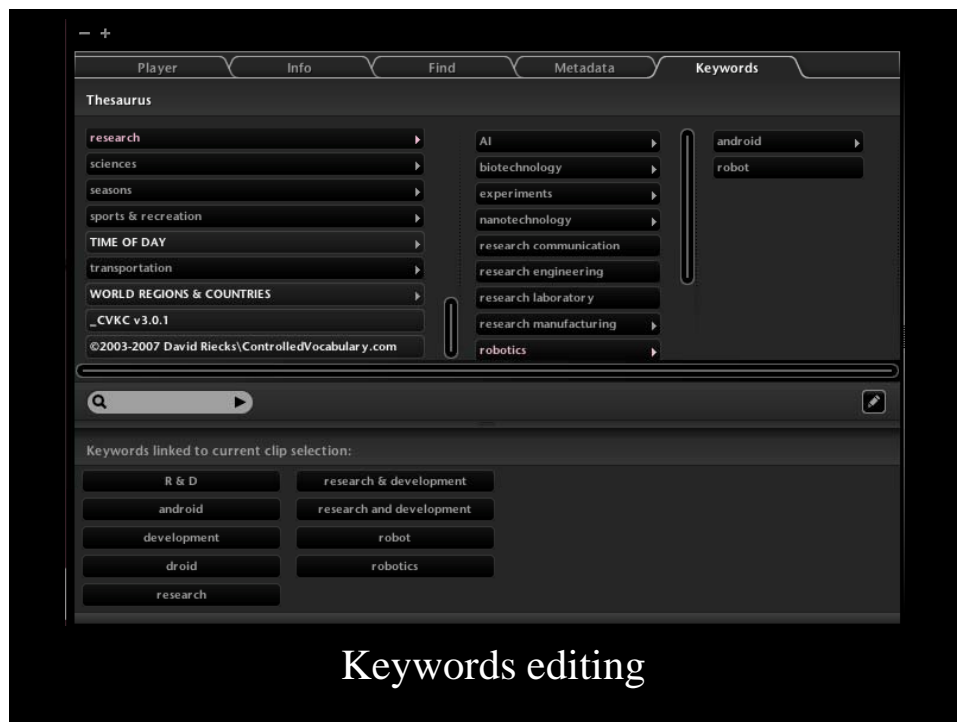 Player Info Find Metadata Keywords
Thesaurus
research
sciences
seasons
sports & recreation
TIME OF DAY
transportation
WORLD REGIONS & COUNTRIES
_CVKC v3.0.1
©2003-2007 David Riecks\ControlledVocabulary.com
AI
biotechnology
experiments
nanotechnology
research communication
research engineering
research laboratory
research manufacturing
robotics
android
robot
Keywords linked to current clip selection:
R & D
android
development
droid
research
research & development
research and development
robot
robotics
Keywords editing